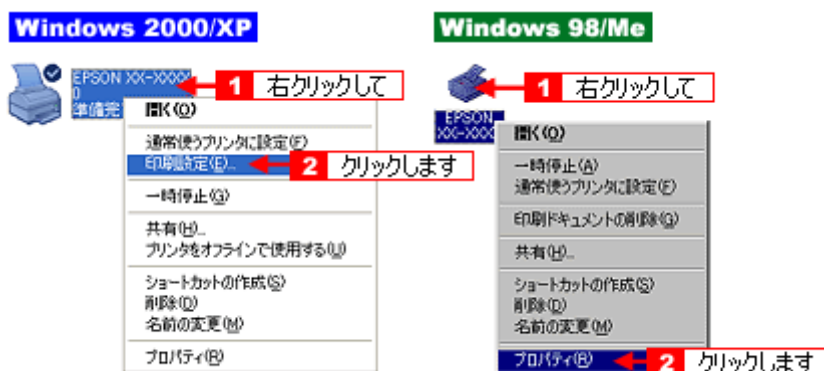 Windows 2000/XP
EPSON XX-XXXX
0
準備完
1 右クリックして
開く(O)
通常使うプリンタに設定(F)
印刷設定(E)...
2 クリックします
一時停止(G)
共有(H)...
プリンタをオフラインで使用する(U)
ショートカットの作成(S)
削除(D)
名前の変更(M)
プロパティ(R)
Windows 98/Me
1 右クリックして
EPSON
XX-XXX
開く(O)
一時停止(A)
通常使うプリンタに設定(F)
印刷ドキュメントの削除(G)
共有(H)...
ショートカットの作成(S)
削除(D)
名前の変更(M)
プロパティ(R)
2 クリックします